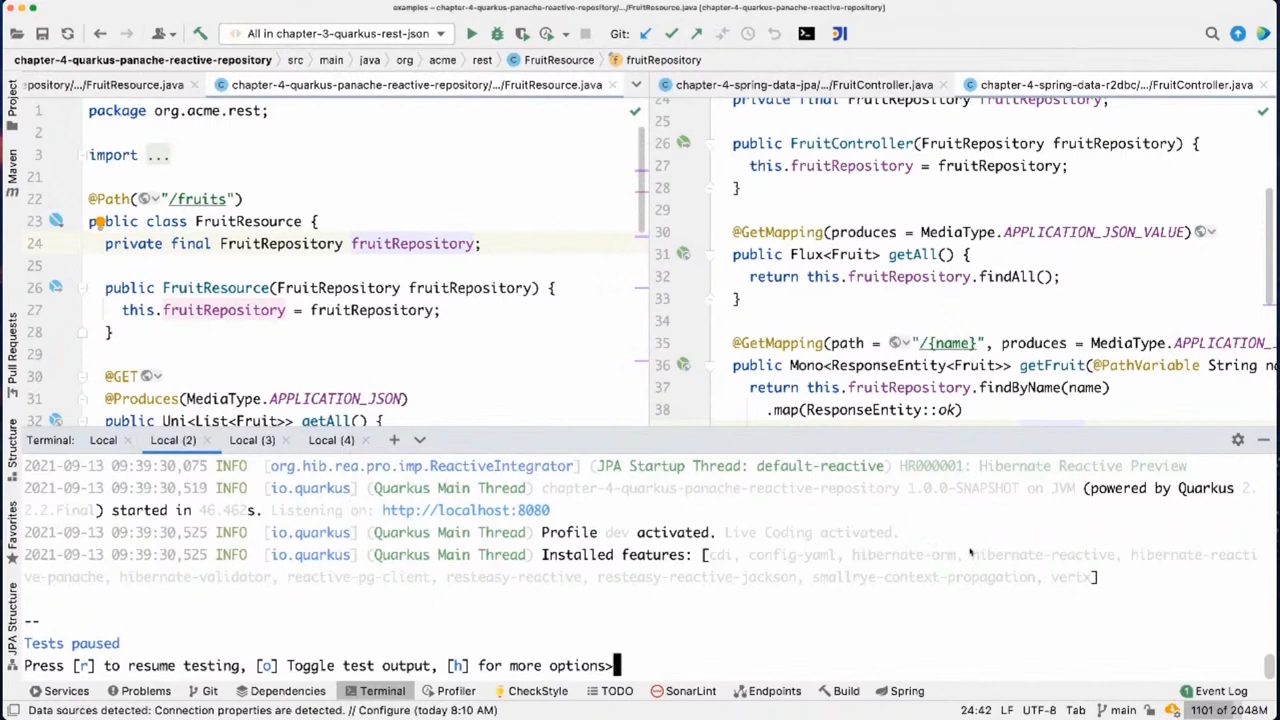 examples – chapter-4-quarkus-panache-reactive-repository/.../FruitResource.java [chapter-4-quarkus-panache-reactive-repository]
All in chapter-3-quarkus-rest-json
Git:
chapter-4-quarkus-panache-reactive-repository src main java org acme rest FruitResource fruitRepository
pository/.../FruitResource.java
chapter-4-quarkus-panache-reactive-repository/.../FruitResource.java
chapter-4-spring-data-jpa/.../FruitController.java
chapter-4-spring-data-r2dbc/.../FruitController.java
Project
Maven
Pull Requests
Structure
Favorites
JPA Structure
1 package org.acme.rest;
2
3 import ...
21
22 @Path("/fruits")
23 public class FruitResource {
24 private final FruitRepository fruitRepository;
25
26 public FruitResource(FruitRepository fruitRepository) {
27 this.fruitRepository = fruitRepository;
28 }
29
30 @GET
31 @Produces(MediaType.APPLICATION_JSON)
32 public Uni<List<Fruit>> getAll() {
24 private final FruitRepository fruitRepository;
25
26 public FruitController(FruitRepository fruitRepository) {
27 this.fruitRepository = fruitRepository;
28 }
29
30 @GetMapping(produces = MediaType.APPLICATION_JSON_VALUE)
31 public Flux<Fruit> getAll() {
32 return this.fruitRepository.findAll();
33 }
34
35 @GetMapping(path = "/{name}", produces = MediaType.APPLICATION_J
36 public Mono<ResponseEntity<Fruit>> getFruit(@PathVariable String n
37 return this.fruitRepository.findByName(name)
38 .map(ResponseEntity::ok)
Terminal: Local Local (2) Local (3) Local (4)
2021-09-13 09:39:30,075 INFO [org.hib.rea.pro.imp.ReactiveIntegrator] (JPA Startup Thread: default-reactive) HR000001: Hibernate Reactive Preview
2021-09-13 09:39:30,519 INFO [io.quarkus] (Quarkus Main Thread) chapter-4-quarkus-panache-reactive-repository 1.0.0-SNAPSHOT on JVM (powered by Quarkus 2.
2.2.Final) started in 46.462s. Listening on: http://localhost:8080
2021-09-13 09:39:30,525 INFO [io.quarkus] (Quarkus Main Thread) Profile dev activated. Live Coding activated.
2021-09-13 09:39:30,525 INFO [io.quarkus] (Quarkus Main Thread) Installed features: [cdi, config-yaml, hibernate-orm, hibernate-reactive, hibernate-reacti
ve-panache, hibernate-validator, reactive-pg-client, resteasy-reactive, resteasy-reactive-jackson, smallrye-context-propagation, vertx]
--
Tests paused
Press [r] to resume testing, [o] Toggle test output, [h] for more options>
Services Problems Git Dependencies Terminal Profiler CheckStyle TODO SonarLint Endpoints Build Spring Event Log
Data sources detected: Connection properties are detected. // Configure (today 8:10 AM) 24:42 LF UTF-8 Tab main 1101 of 2048M